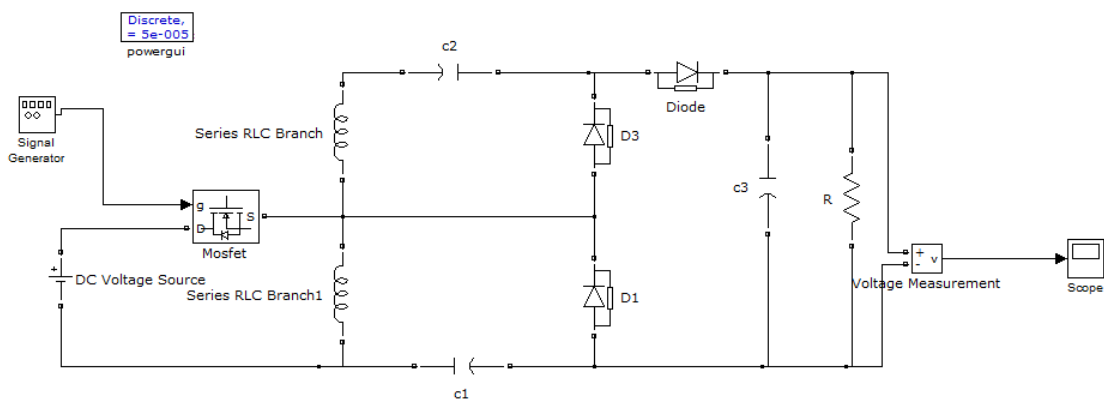 Discrete,
= 5e-005
powergui
c2
Diode
Signal
Generator
Series RLC Branch
D3
g
D
S
Mosfet
c3
R
+
DC Voltage Source
Series RLC Branch1
D1
+
-
v
Voltage Measurement
Scope
c1